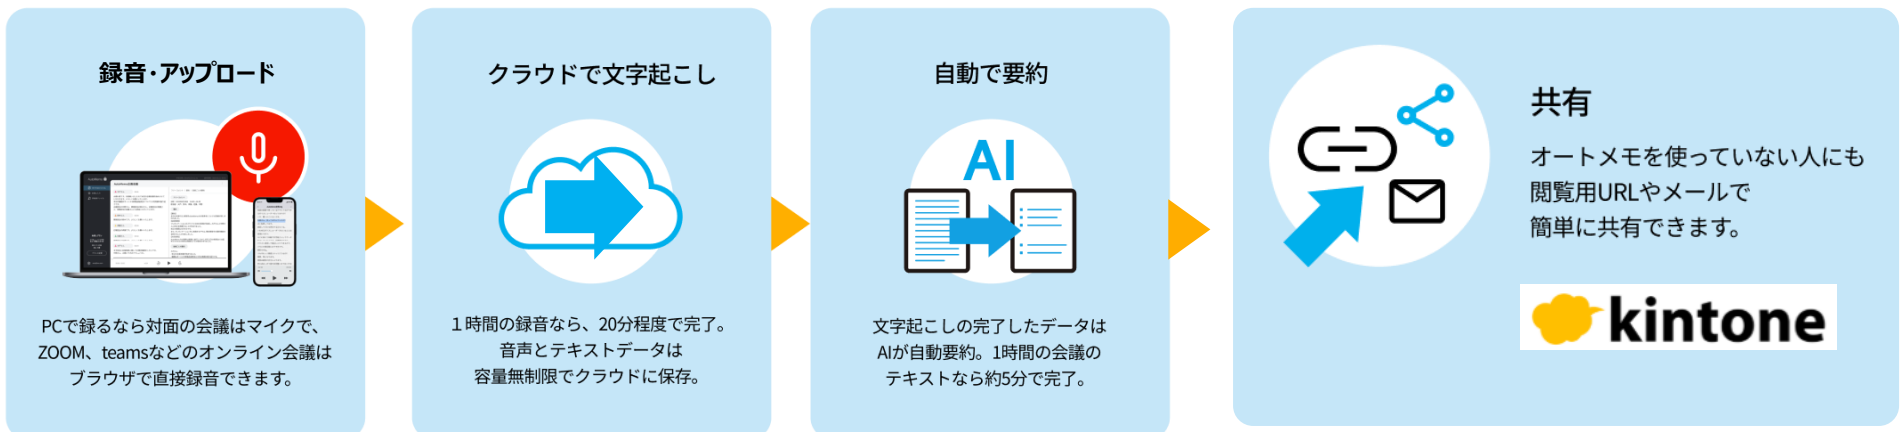 録音・アップロード
PCで録るなら対面の会議はマイクで、
ZOOM、teamsなどのオンライン会議は
ブラウザで直接録音できます。
クラウドで文字起こし
１時間の録音なら、20分程度で完了。
音声とテキストデータは
容量無制限でクラウドに保存。
自動で要約
AI
文字起こしの完了したデータは
AIが自動要約。1時間の会議の
テキストなら約5分で完了。
共有
オートメモを使っていない人にも
閲覧用URLやメールで
簡単に共有できます。
kintone